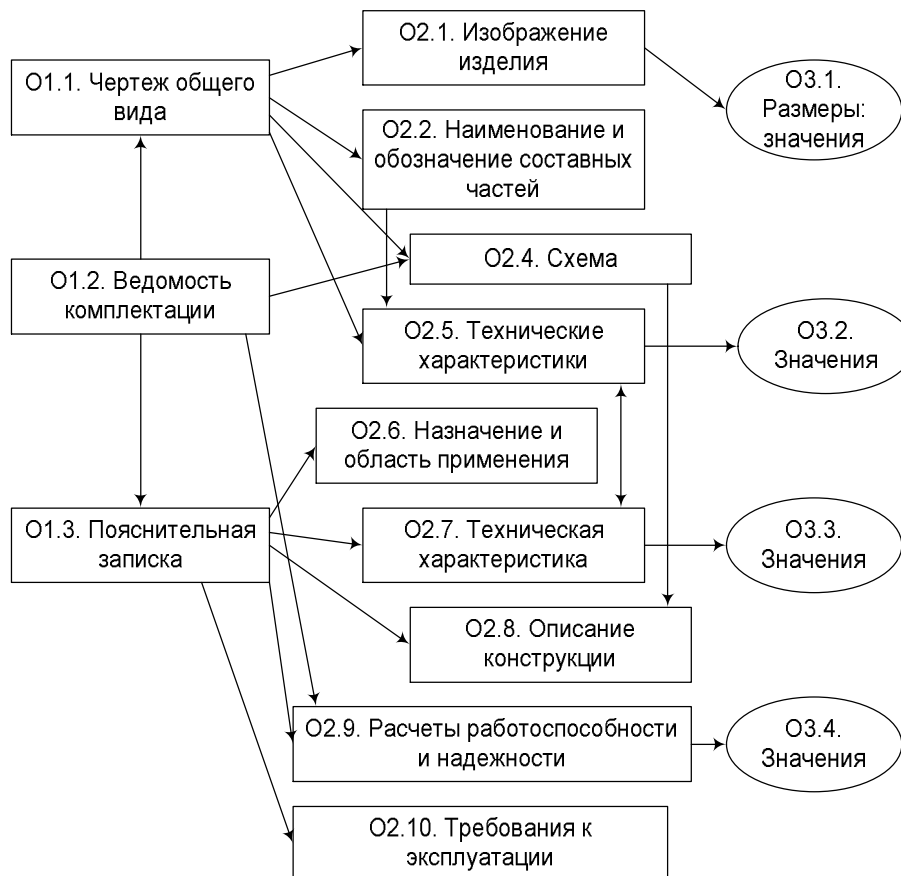 О2.1. Изображение
изделия
О1.1. Чертеж общего
вида
О3.1.
Размеры:
значения
О2.2. Наименование и
обозначение составных
частей
О2.4. Схема
О1.2. Ведомость
комплектации
О2.5. Технические
характеристики
О3.2.
Значения
О2.6. Назначение и
область применения
О1.3. Пояснительная
записка
О2.7. Техническая
характеристика
О3.3.
Значения
О2.8. Описание
конструкции
О2.9. Расчеты работоспособности
и надежности
О3.4.
Значения
О2.10. Требования к
эксплуатации